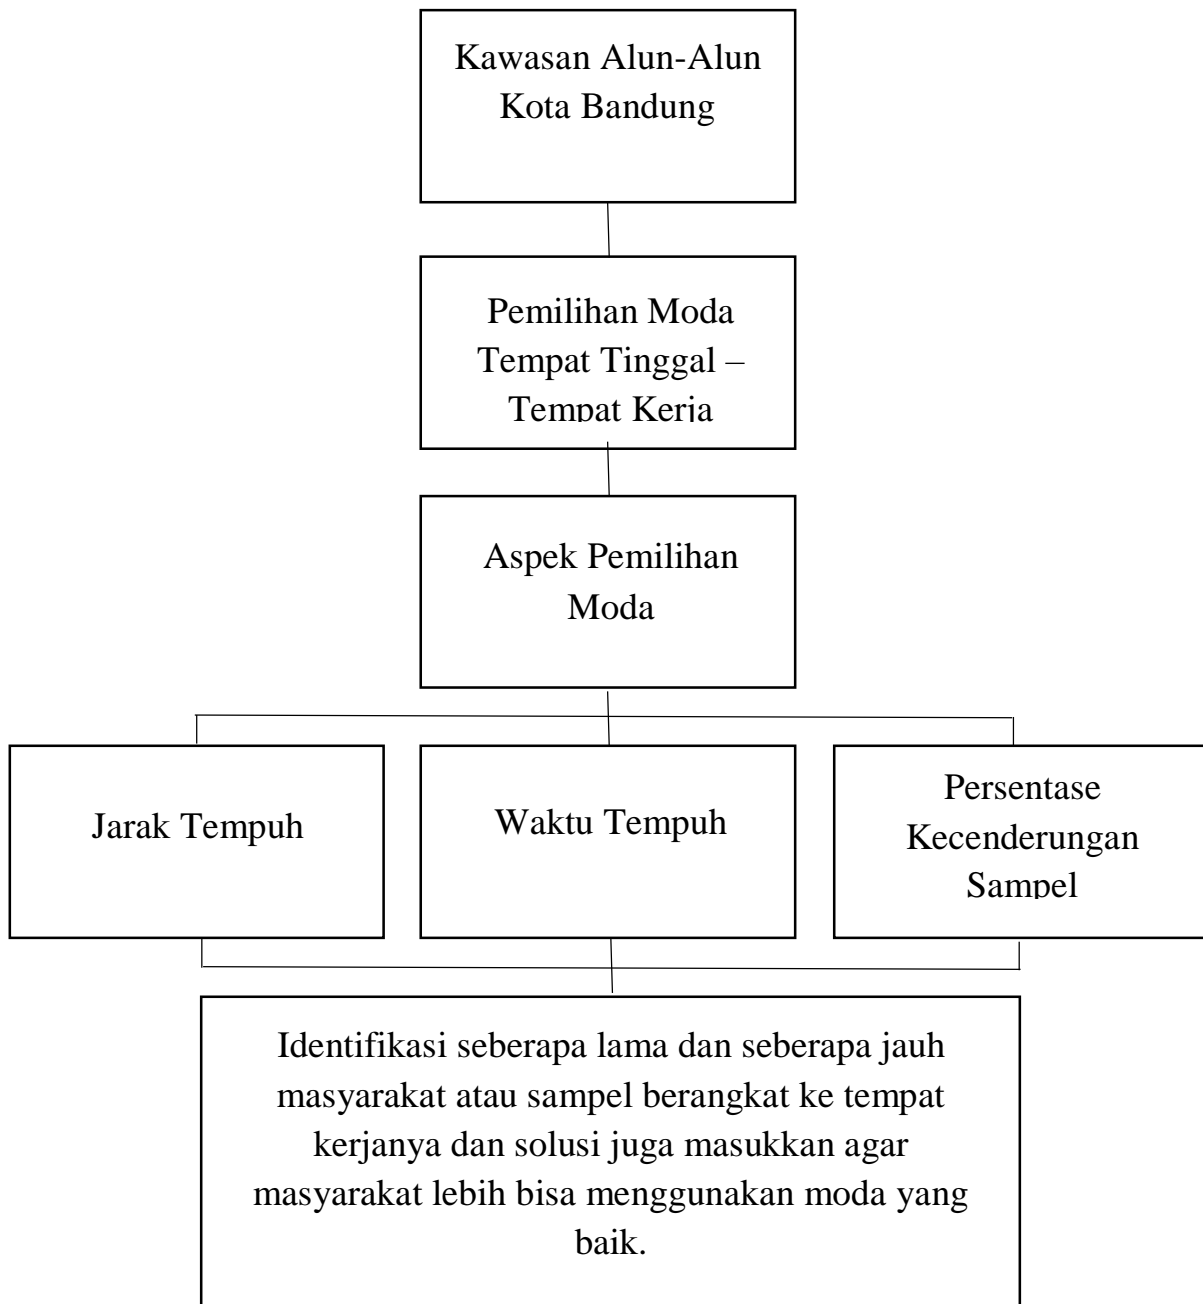 Kawasan Alun-Alun
Kota Bandung
Pemilihan Moda
Tempat Tinggal –
Tempat Kerja
Aspek Pemilihan
Moda
Jarak Tempuh
Waktu Tempuh
Persentase
Kecenderungan
Sampel
Identifikasi seberapa lama dan seberapa jauh
masyarakat atau sampel berangkat ke tempat
kerjanya dan solusi juga masukkan agar
masyarakat lebih bisa menggunakan moda yang
baik.